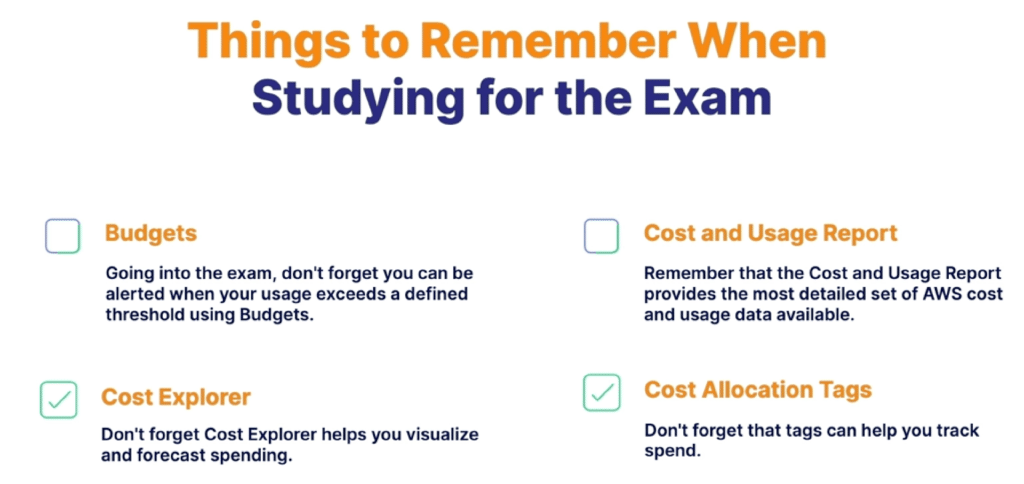 Things to Remember When
Studying for the Exam
Budgets
Going into the exam, don't forget you can be
alerted when your usage exceeds a defined
threshold using Budgets.
Cost and Usage Report
Remember that the Cost and Usage Report
provides the most detailed set of AWS cost
and usage data available.
Cost Explorer
Don't forget Cost Explorer helps you visualize
and forecast spending.
Cost Allocation Tags
Don't forget that tags can help you track
spend.